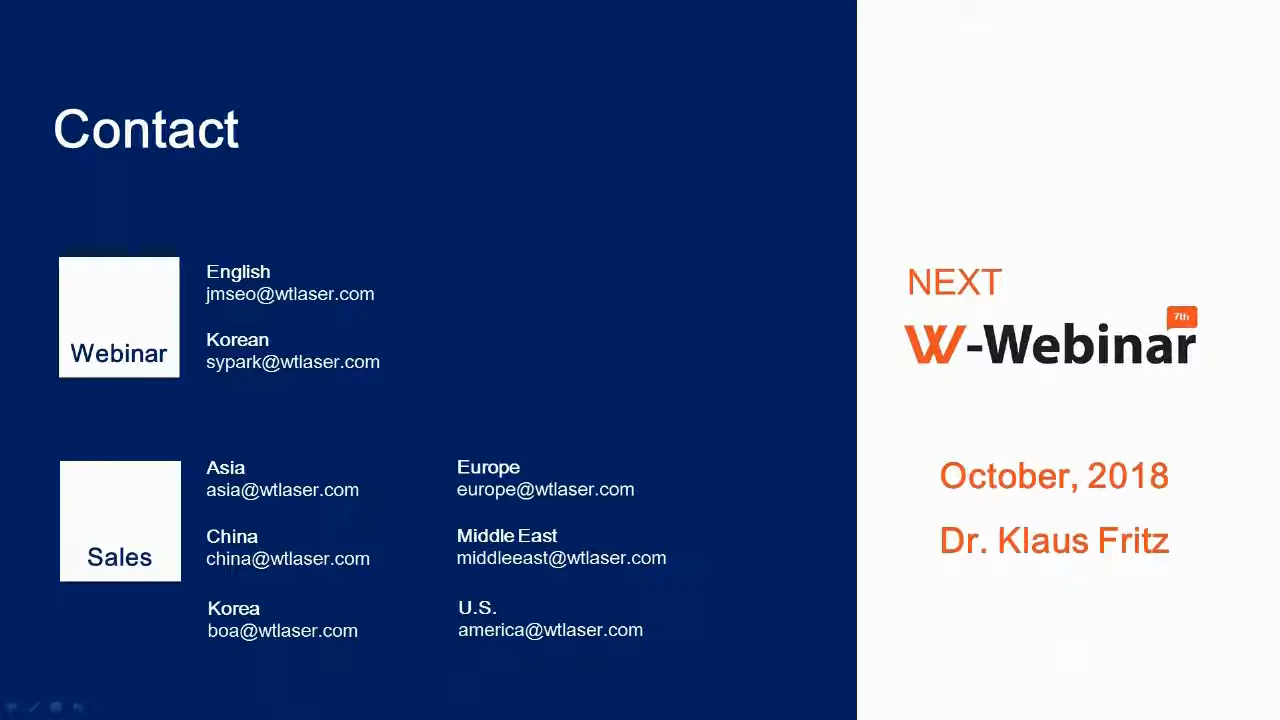 Contact
Webinar
English
jmseo@wtlaser.com
Korean
sypark@wtlaser.com
Sales
Asia
asia@wtlaser.com
China
china@wtlaser.com
Korea
boa@wtlaser.com
Europe
europe@wtlaser.com
Middle East
middleeast@wtlaser.com
U.S.
america@wtlaser.com
NEXT
7th
W-Webinar
October, 2018
Dr. Klaus Fritz